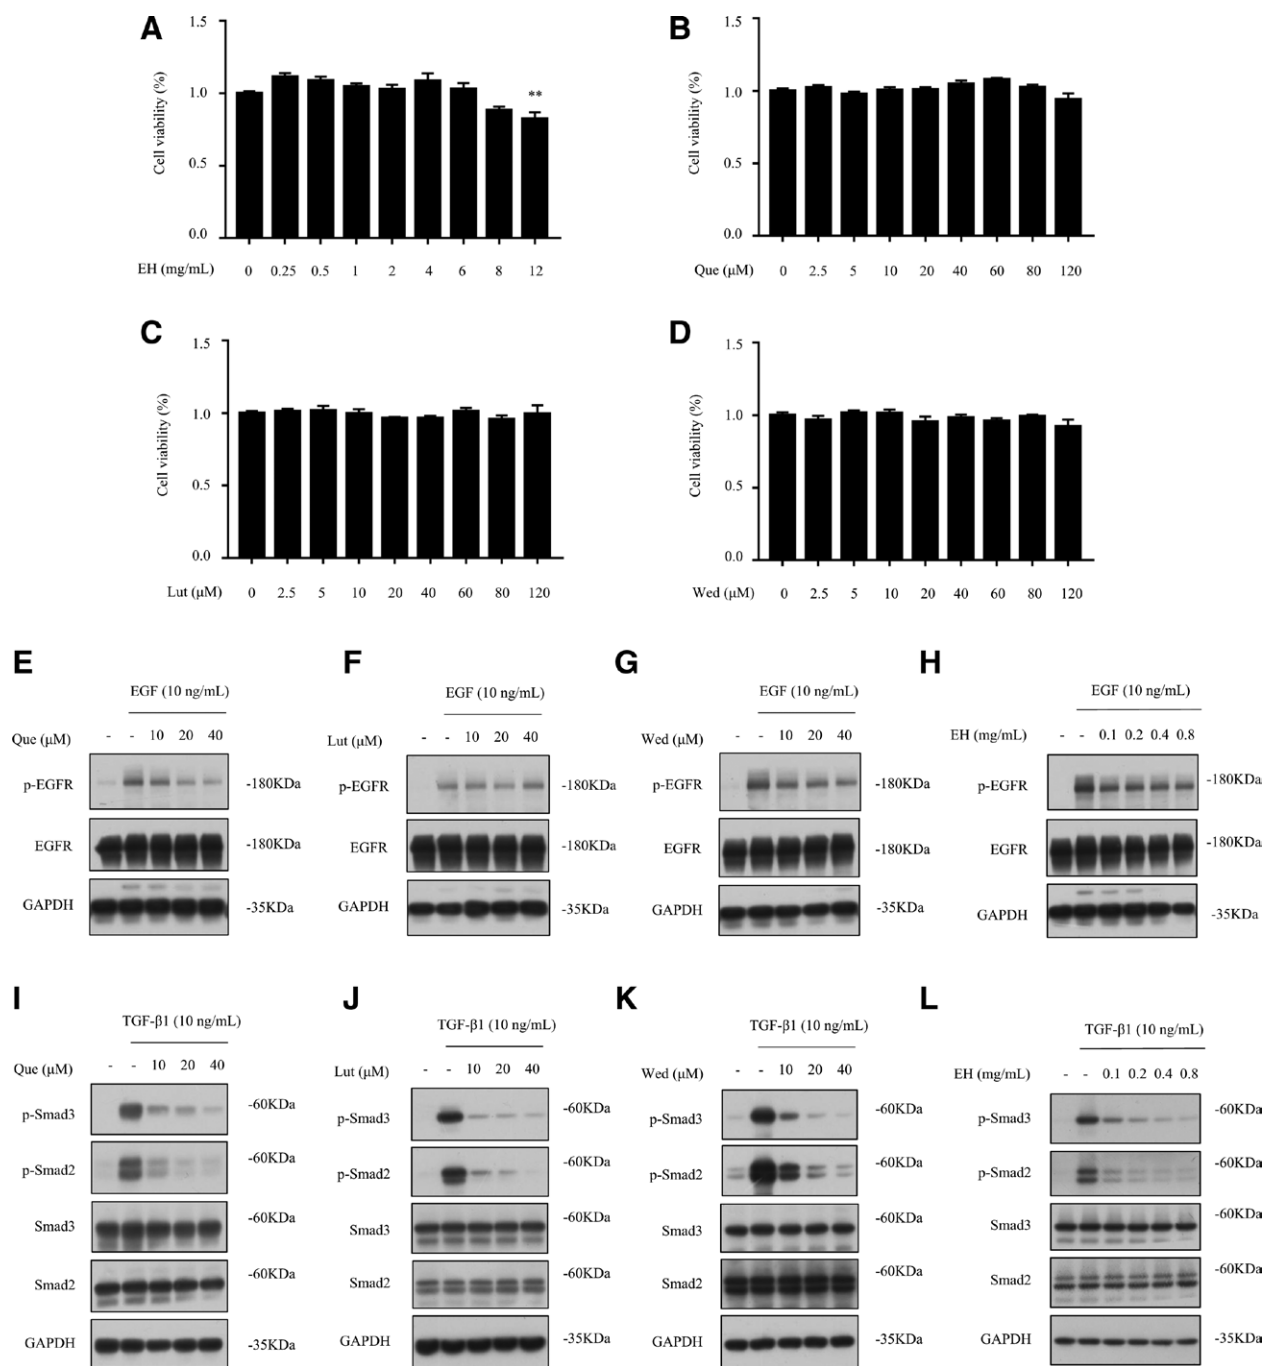 A
B
1.5
1.0
0.5
0.0
Cell viability (%)
**
EH (mg/mL) 0 0.25 0.5 1 2 4 6 8 12
1.5
1.0
0.5
0.0
Cell viability (%)
Que (μM) 0 2.5 5 10 20 40 60 80 120
C
D
1.5
1.0
0.5
0.0
Cell viability (%)
Lut (μM) 0 2.5 5 10 20 40 60 80 120
1.5
1.0
0.5
0.0
Cell viability (%)
Wed (μM) 0 2.5 5 10 20 40 60 80 120
E
EGF (10 ng/mL)
Que (μM) - - 10 20 40
p-EGFR -180KDa
EGFR -180KDa
GAPDH -35KDa
F
EGF (10 ng/mL)
Lut (μM) - - 10 20 40
p-EGFR -180KDa
EGFR -180KDa
GAPDH -35KDa
G
EGF (10 ng/mL)
Wed (μM) - - 10 20 40
p-EGFR -180KDa
EGFR -180KDa
GAPDH -35KDa
H
EGF (10 ng/mL)
EH (mg/mL) - - 0.1 0.2 0.4 0.8
p-EGFR -180KDa
EGFR -180KDa
GAPDH -35KDa
I
TGF-β1 (10 ng/mL)
Que (μM) - - 10 20 40
p-Smad3 -60KDa
p-Smad2 -60KDa
Smad3 -60KDa
Smad2 -60KDa
GAPDH -35KDa
J
TGF-β1 (10 ng/mL)
Lut (μM) - - 10 20 40
p-Smad3 -60KDa
p-Smad2 -60KDa
Smad3 -60KDa
Smad2 -60KDa
GAPDH -35KDa
K
TGF-β1 (10 ng/mL)
Wed (μM) - - 10 20 40
p-Smad3 -60KDa
p-Smad2 -60KDa
Smad3 -60KDa
Smad2 -60KDa
GAPDH -35KDa
L
TGF-β1 (10 ng/mL)
EH (mg/mL) - - 0.1 0.2 0.4 0.8
p-Smad3 -60KDa
p-Smad2 -60KDa
Smad3 -60KDa
Smad2 -60KDa
GAPDH -35KDa